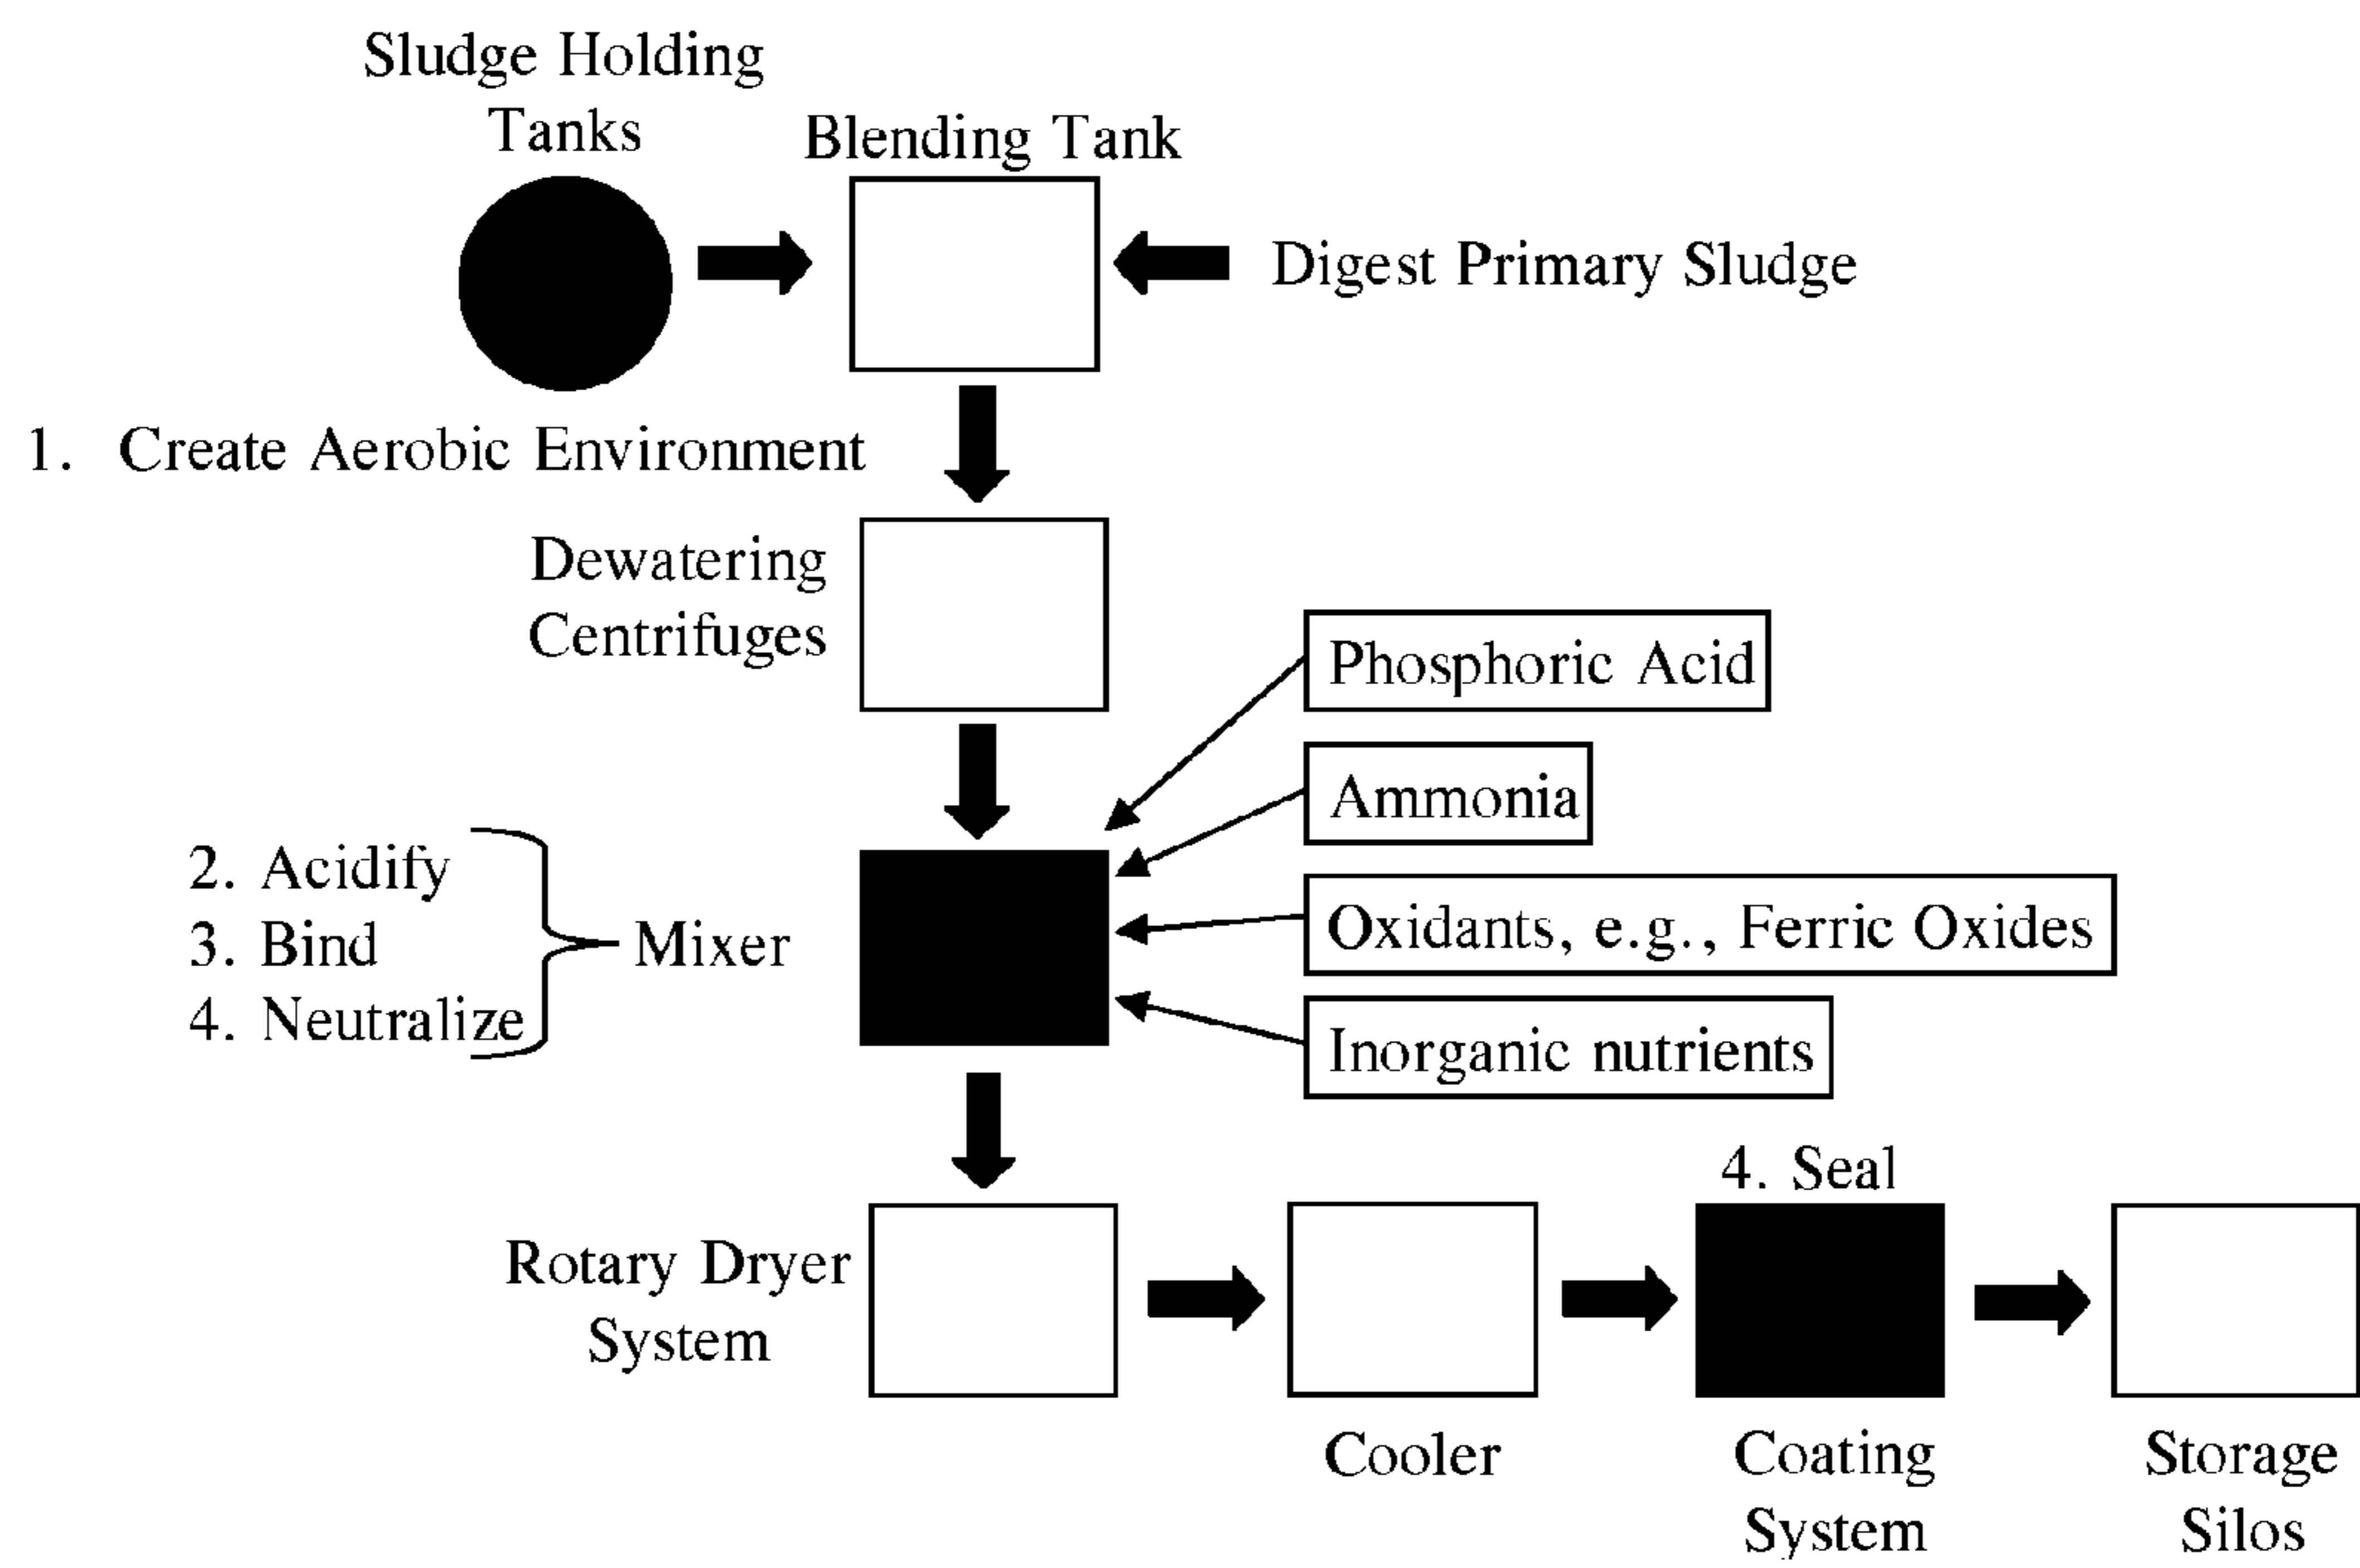 Sludge Holding
Tanks
Blending Tank
Digest Primary Sludge
1. Create Aerobic Environment
Dewatering
Centrifuges
Phosphoric Acid
Ammonia
2. Acidify
3. Bind
4. Neutralize
Mixer
Oxidants, e.g., Ferric Oxides
Inorganic nutrients
4. Seal
Rotary Dryer
System
Cooler
Coating
System
Storage
Silos